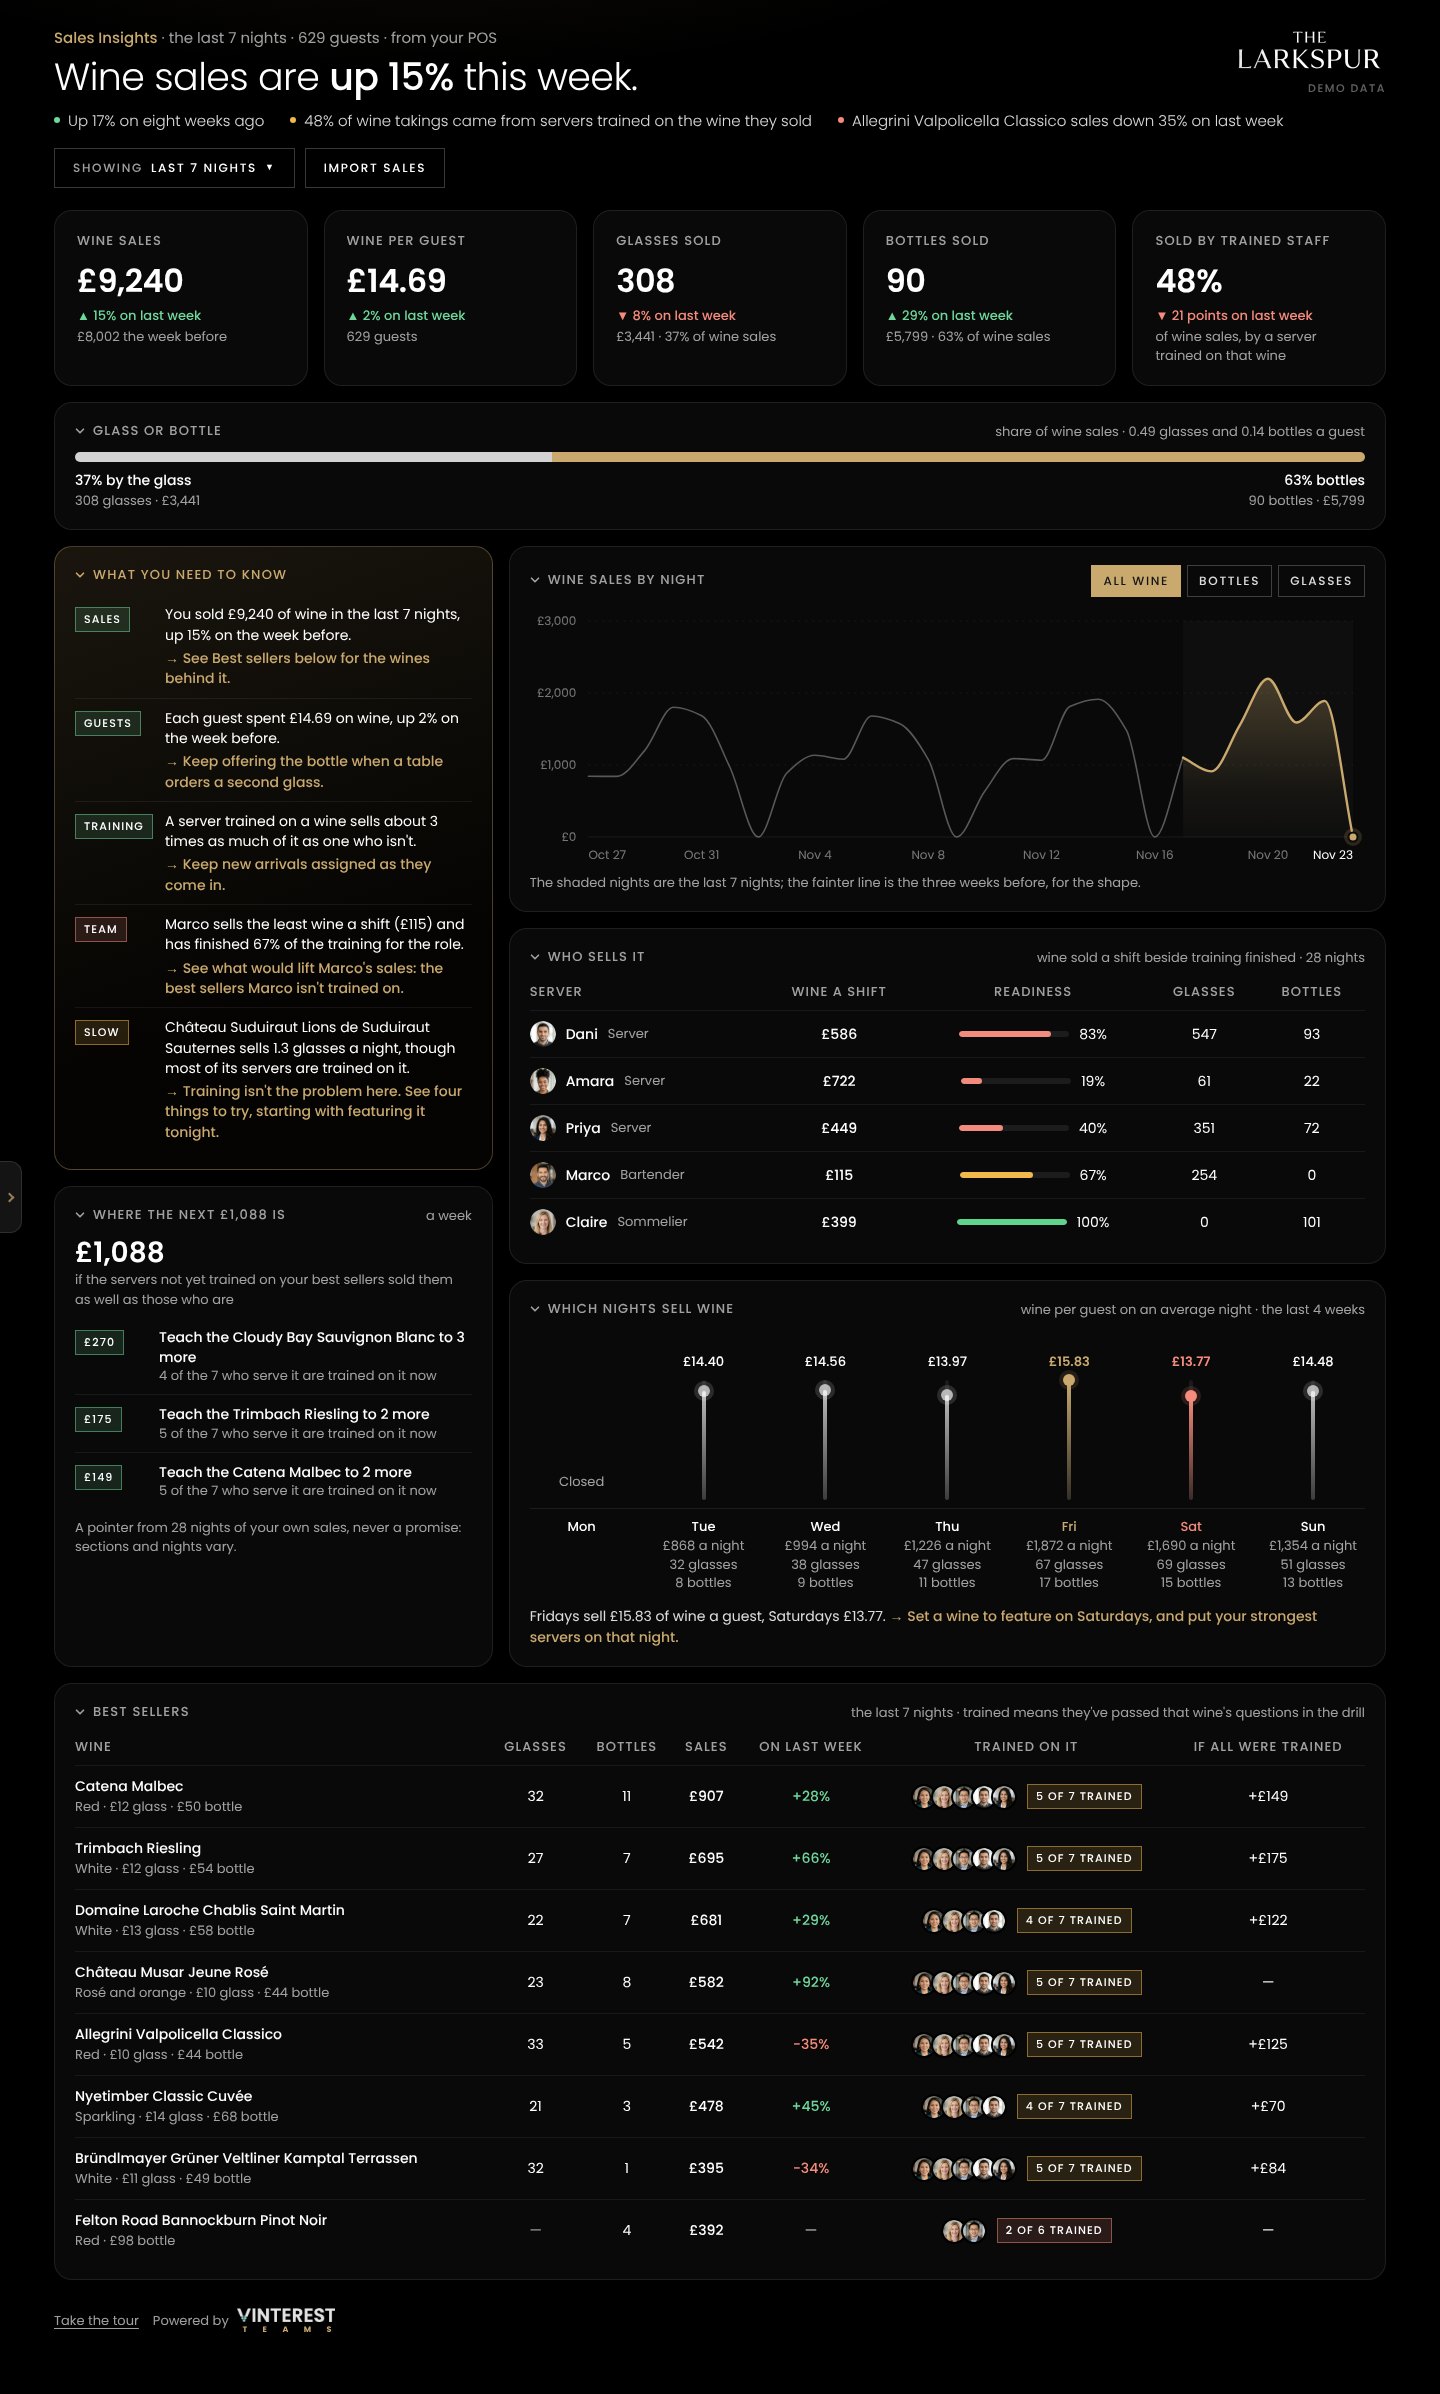 Sales Insights · the last 7 nights · 629 guests · from your POS
THE
LARKSPUR
DEMO DATA
Wine sales are up 15% this week.
Up 17% on eight weeks ago
48% of wine takings came from servers trained on the wine they sold
Allegrini Valpolicella Classico sales down 35% on last week
SHOWING LAST 7 NIGHTS ▼
IMPORT SALES
WINE SALES
£9,240
▲ 15% on last week
£8,002 the week before
WINE PER GUEST
£14.69
▲ 2% on last week
629 guests
GLASSES SOLD
308
▼ 8% on last week
£3,441 · 37% of wine sales
BOTTLES SOLD
90
▲ 29% on last week
£5,799 · 63% of wine sales
SOLD BY TRAINED STAFF
48%
▼ 21 points on last week
of wine sales, by a server
trained on that wine
GLASS OR BOTTLE
share of wine sales · 0.49 glasses and 0.14 bottles a guest
37% by the glass
308 glasses · £3,441
63% bottles
90 bottles · £5,799
WHAT YOU NEED TO KNOW
SALES
You sold £9,240 of wine in the last 7 nights,
up 15% on the week before.
→ See Best sellers below for the wines
behind it.
GUESTS
Each guest spent £14.69 on wine, up 2% on
the week before.
→ Keep offering the bottle when a table
orders a second glass.
TRAINING
A server trained on a wine sells about 3
times as much of it as one who isn't.
→ Keep new arrivals assigned as they
come in.
TEAM
Marco sells the least wine a shift (£115) and
has finished 67% of the training for the role.
→ See what would lift Marco's sales: the
best sellers Marco isn't trained on.
SLOW
Château Suduiraut Lions de Suduiraut
Sauternes sells 1.3 glasses a night, though
most of its servers are trained on it.
→ Training isn't the problem here. See four
things to try, starting with featuring it
tonight.
WINE SALES BY NIGHT
ALL WINE
BOTTLES
GLASSES
£3,000
£2,000
£1,000
£0
Oct 27
Oct 31
Nov 4
Nov 8
Nov 12
Nov 16
Nov 20
Nov 23
The shaded nights are the last 7 nights; the fainter line is the three weeks before, for the shape.
WHO SELLS IT
wine sold a shift beside training finished · 28 nights
SERVER WINE A SHIFT READINESS GLASSES BOTTLES
Dani Server £586 83% 547 93
Amara Server £722 19% 61 22
Priya Server £449 40% 351 72
Marco Bartender £115 67% 254 0
Claire Sommelier £399 100% 0 101
WHERE THE NEXT £1,088 IS
a week
£1,088
if the servers not yet trained on your best sellers sold them
as well as those who are
£270
Teach the Cloudy Bay Sauvignon Blanc to 3
more
4 of the 7 who serve it are trained on it now
£175
Teach the Trimbach Riesling to 2 more
5 of the 7 who serve it are trained on it now
£149
Teach the Catena Malbec to 2 more
5 of the 7 who serve it are trained on it now
A pointer from 28 nights of your own sales, never a promise:
sections and nights vary.
WHICH NIGHTS SELL WINE
wine per guest on an average night · the last 4 weeks
£14.40 £14.56 £13.97 £15.83 £13.77 £14.48
Closed
Mon Tue Wed Thu Fri Sat Sun
£868 a night £994 a night £1,226 a night £1,872 a night £1,690 a night £1,354 a night
32 glasses 38 glasses 47 glasses 67 glasses 69 glasses 51 glasses
8 bottles 9 bottles 11 bottles 17 bottles 15 bottles 13 bottles
Fridays sell £15.83 of wine a guest, Saturdays £13.77. → Set a wine to feature on Saturdays, and put your strongest
servers on that night.
BEST SELLERS
the last 7 nights · trained means they've passed that wine's questions in the drill
WINE GLASSES BOTTLES SALES ON LAST WEEK TRAINED ON IT IF ALL WERE TRAINED
Catena Malbec
Red · £12 glass · £50 bottle
32 11 £907 +28% 5 OF 7 TRAINED +£149
Trimbach Riesling
White · £12 glass · £54 bottle
27 7 £695 +66% 5 OF 7 TRAINED +£175
Domaine Laroche Chablis Saint Martin
White · £13 glass · £58 bottle
22 7 £681 +29% 4 OF 7 TRAINED +£122
Château Musar Jeune Rosé
Rosé and orange · £10 glass · £44 bottle
23 8 £582 +92% 5 OF 7 TRAINED —
Allegrini Valpolicella Classico
Red · £10 glass · £44 bottle
33 5 £542 -35% 5 OF 7 TRAINED +£125
Nyetimber Classic Cuvée
Sparkling · £14 glass · £68 bottle
21 3 £478 +45% 4 OF 7 TRAINED +£70
Bründlmayer Grüner Veltliner Kamptal Terrassen
White · £11 glass · £49 bottle
32 1 £395 -34% 5 OF 7 TRAINED +£84
Felton Road Bannockburn Pinot Noir
Red · £98 bottle
— 4 £392 — 2 OF 6 TRAINED —
Take the tour Powered by VINTEREST
TEAMS